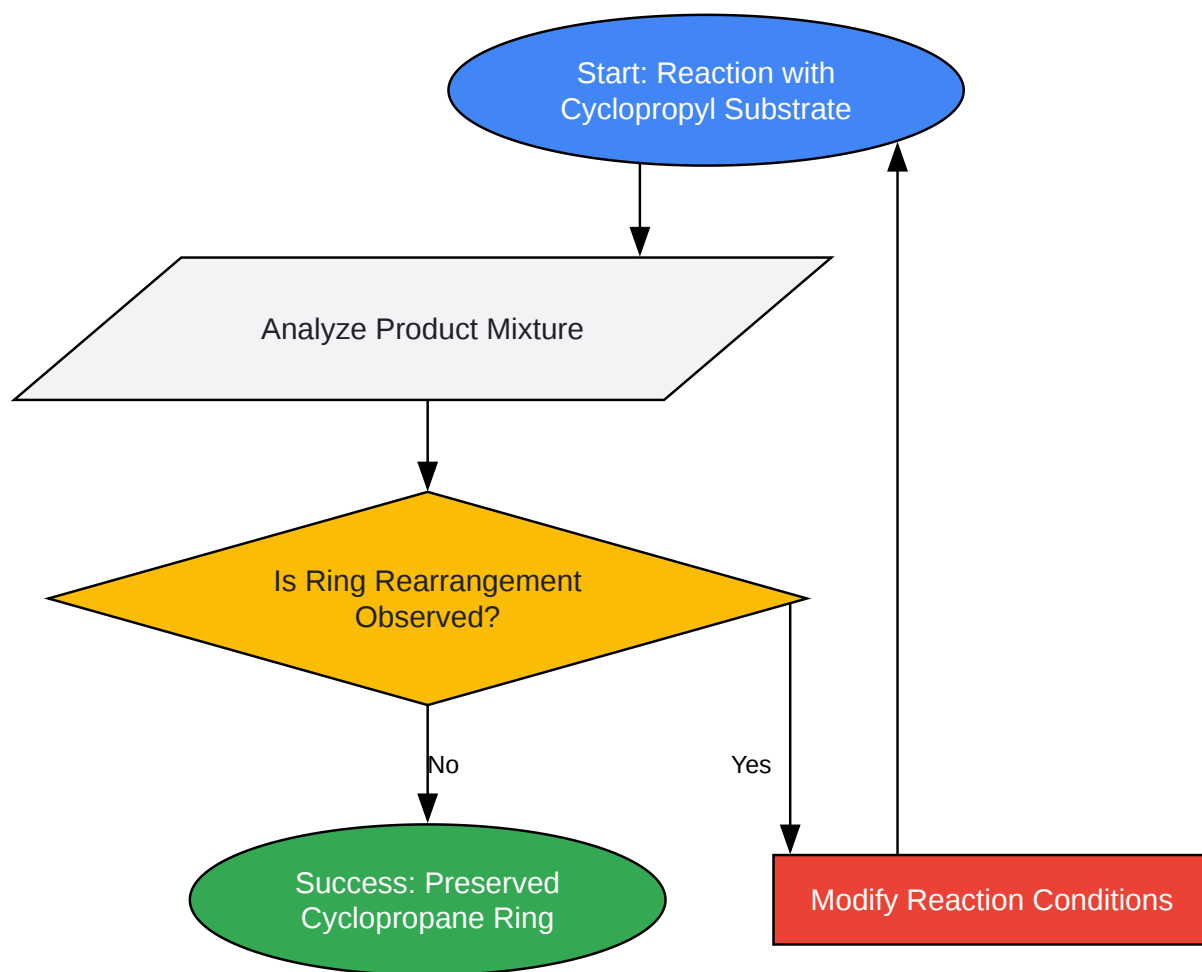 Start: Reaction with
Cyclopropyl Substrate
Analyze Product Mixture
Is Ring Rearrangement
Observed?
No
Yes
Success: Preserved
Cyclopropane Ring
Modify Reaction Conditions